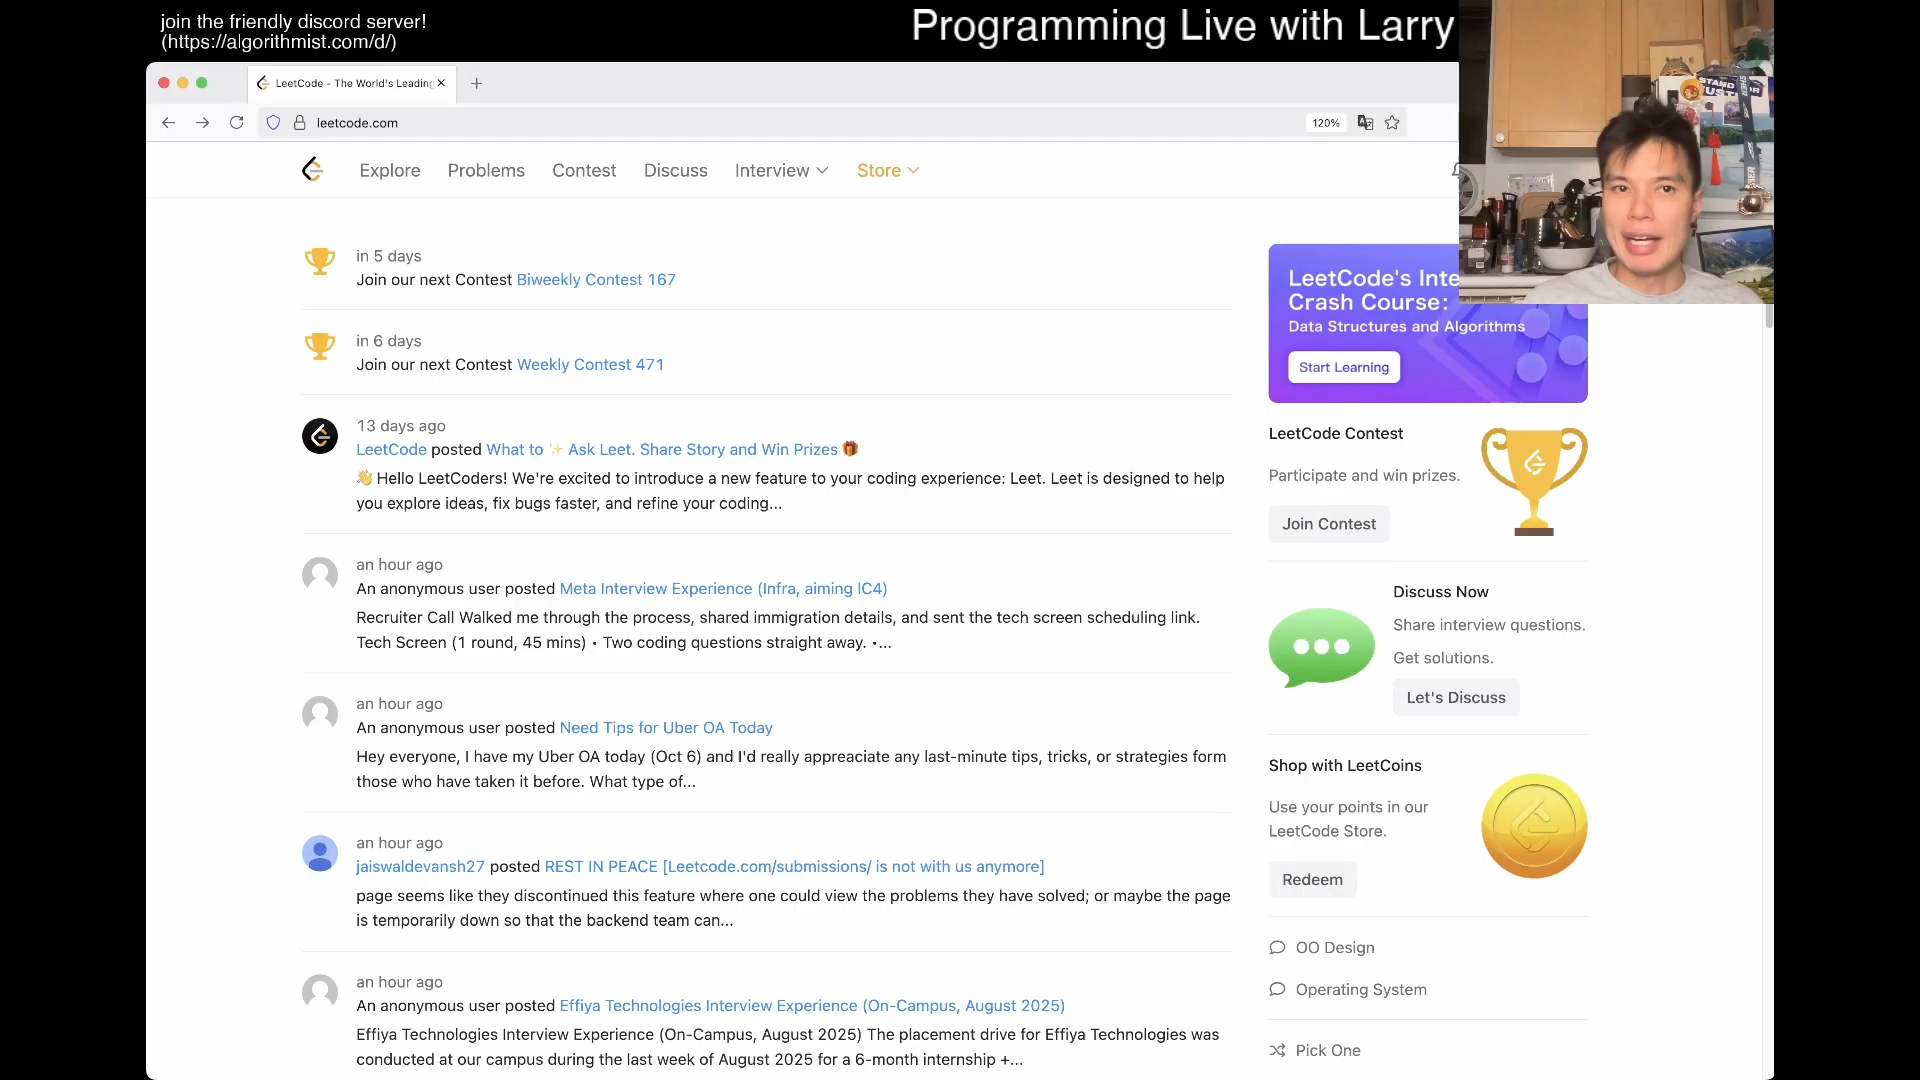 join the friendly discord server!
(https://algorithmist.com/d/)
Programming Live with Larry
LeetCode - The World's Leading
leetcode.com
120%
Explore
Problems
Contest
Discuss
Interview
Store
in 5 days
Join our next Contest Biweekly Contest 167
in 6 days
Join our next Contest Weekly Contest 471
13 days ago
LeetCode posted What to ✨ Ask Leet. Share Story and Win Prizes 🎁
👋 Hello LeetCoders! We're excited to introduce a new feature to your coding experience: Leet. Leet is designed to help
you explore ideas, fix bugs faster, and refine your coding...
an hour ago
An anonymous user posted Meta Interview Experience (Infra, aiming IC4)
Recruiter Call Walked me through the process, shared immigration details, and sent the tech screen scheduling link.
Tech Screen (1 round, 45 mins) • Two coding questions straight away. •...
an hour ago
An anonymous user posted Need Tips for Uber OA Today
Hey everyone, I have my Uber OA today (Oct 6) and I'd really appreaciate any last-minute tips, tricks, or strategies form
those who have taken it before. What type of...
an hour ago
jaiswaldevansh27 posted REST IN PEACE [Leetcode.com/submissions/ is not with us anymore]
page seems like they discontinued this feature where one could view the problems they have solved; or maybe the page
is temporarily down so that the backend team can...
an hour ago
An anonymous user posted Effiya Technologies Interview Experience (On-Campus, August 2025)
Effiya Technologies Interview Experience (On-Campus, August 2025) The placement drive for Effiya Technologies was
conducted at our campus during the last week of August 2025 for a 6-month internship +...
LeetCode's Inte
Crash Course:
Data Structures and Algorithms
Start Learning
LeetCode Contest
Participate and win prizes.
Join Contest
Discuss Now
Share interview questions.
Get solutions.
Let's Discuss
Shop with LeetCoins
Use your points in our
LeetCode Store.
Redeem
OO Design
Operating System
Pick One
STAND